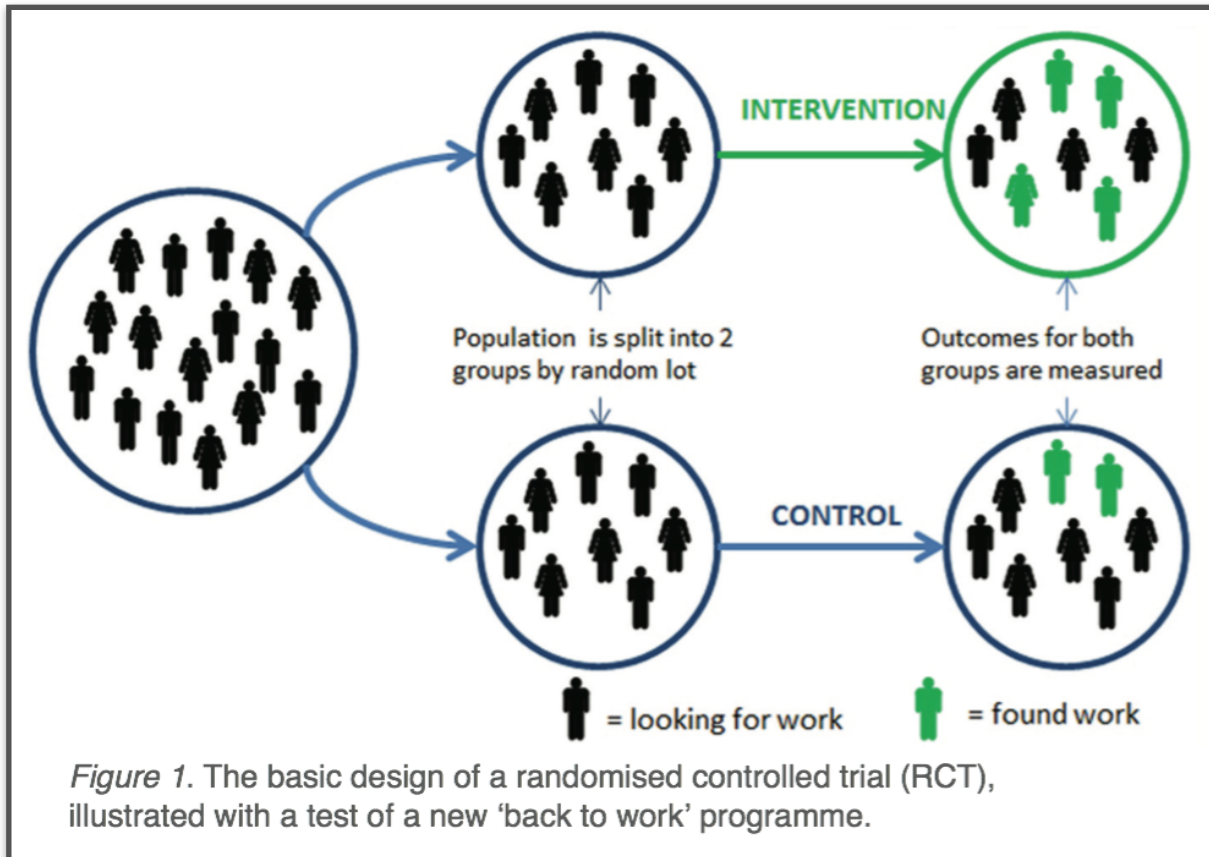 INTERVENTION
Population is split into 2
groups by random lot
Outcomes for both
groups are measured
CONTROL
= looking for work
= found work
Figure 1. The basic design of a randomised controlled trial (RCT),
illustrated with a test of a new ‘back to work’ programme.